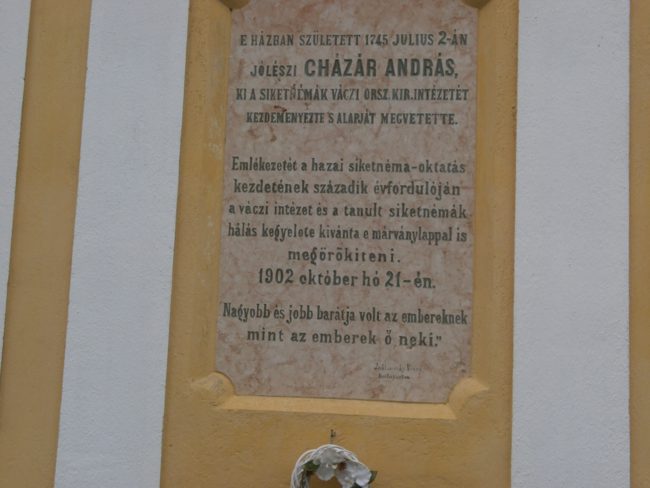 E HÁZBAN SZÜLETETT 1745 JULIUS 2-ÁN
JÓLÉSZI CHÁZÁR ANDRÁS,
KI A SIKETNÉMÁK VÁCZI ORSZ. KIR. INTÉZETÉT
KEZDEMÉNYEZTE'S ALAPJÁT MEGVETETTE.
Emlékezetét a hazai siketnéma-oktatás
kezdetének századik évfordulóján
a váczi intézet és a tanult siketnémák
hálás kegyelete kivánta e márványlappal is
megörökiteni.
1902 október hó 21-én.
Nagyobb és jobb barátja volt az embereknek
mint az emberek ő neki."